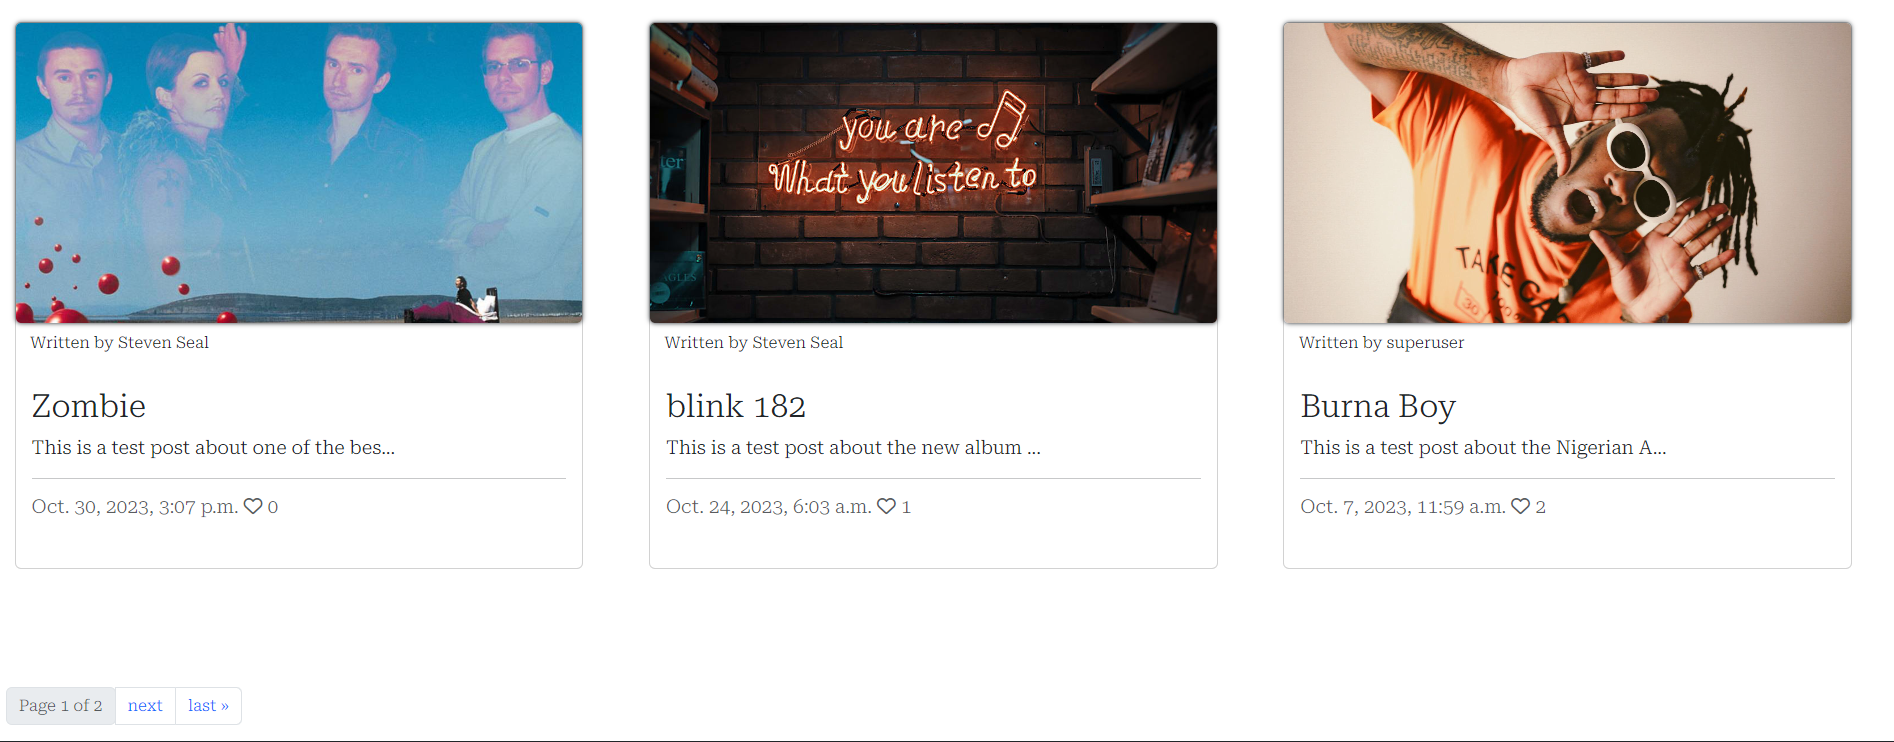 you are
What you listen to
TAKE CA
Written by Steven Seal
Written by Steven Seal
Written by superuser
Zombie
blink 182
Burna Boy
This is a test post about one of the bes...
This is a test post about the new album ...
This is a test post about the Nigerian A...
Oct. 30, 2023, 3:07 p.m. 0
Oct. 24, 2023, 6:03 a.m. 1
Oct. 7, 2023, 11:59 a.m. 2
Page 1 of 2
next
last »